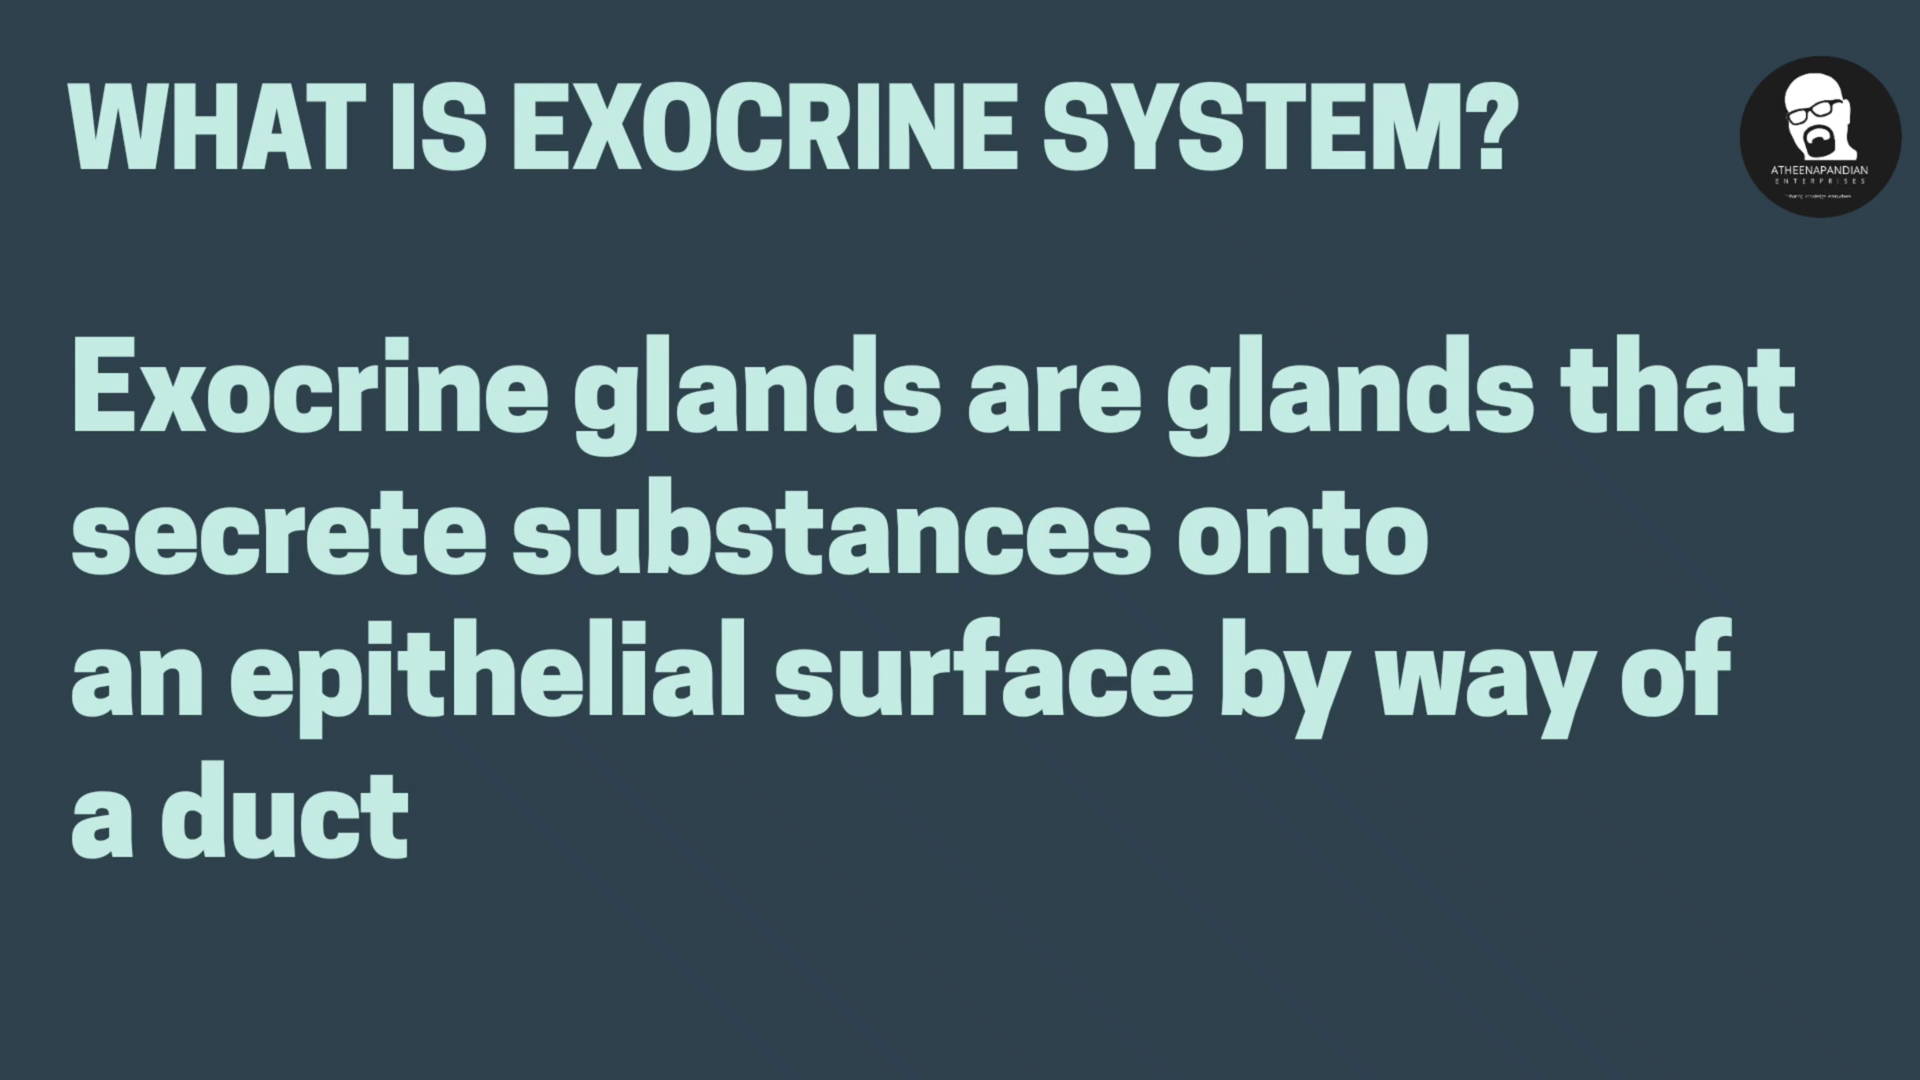 WHAT IS EXOCRINE SYSTEM?
ATHEENAPANDIAN
ENTERPRISES
Exocrine glands are glands that
secrete substances onto
an epithelial surface by way of
a duct